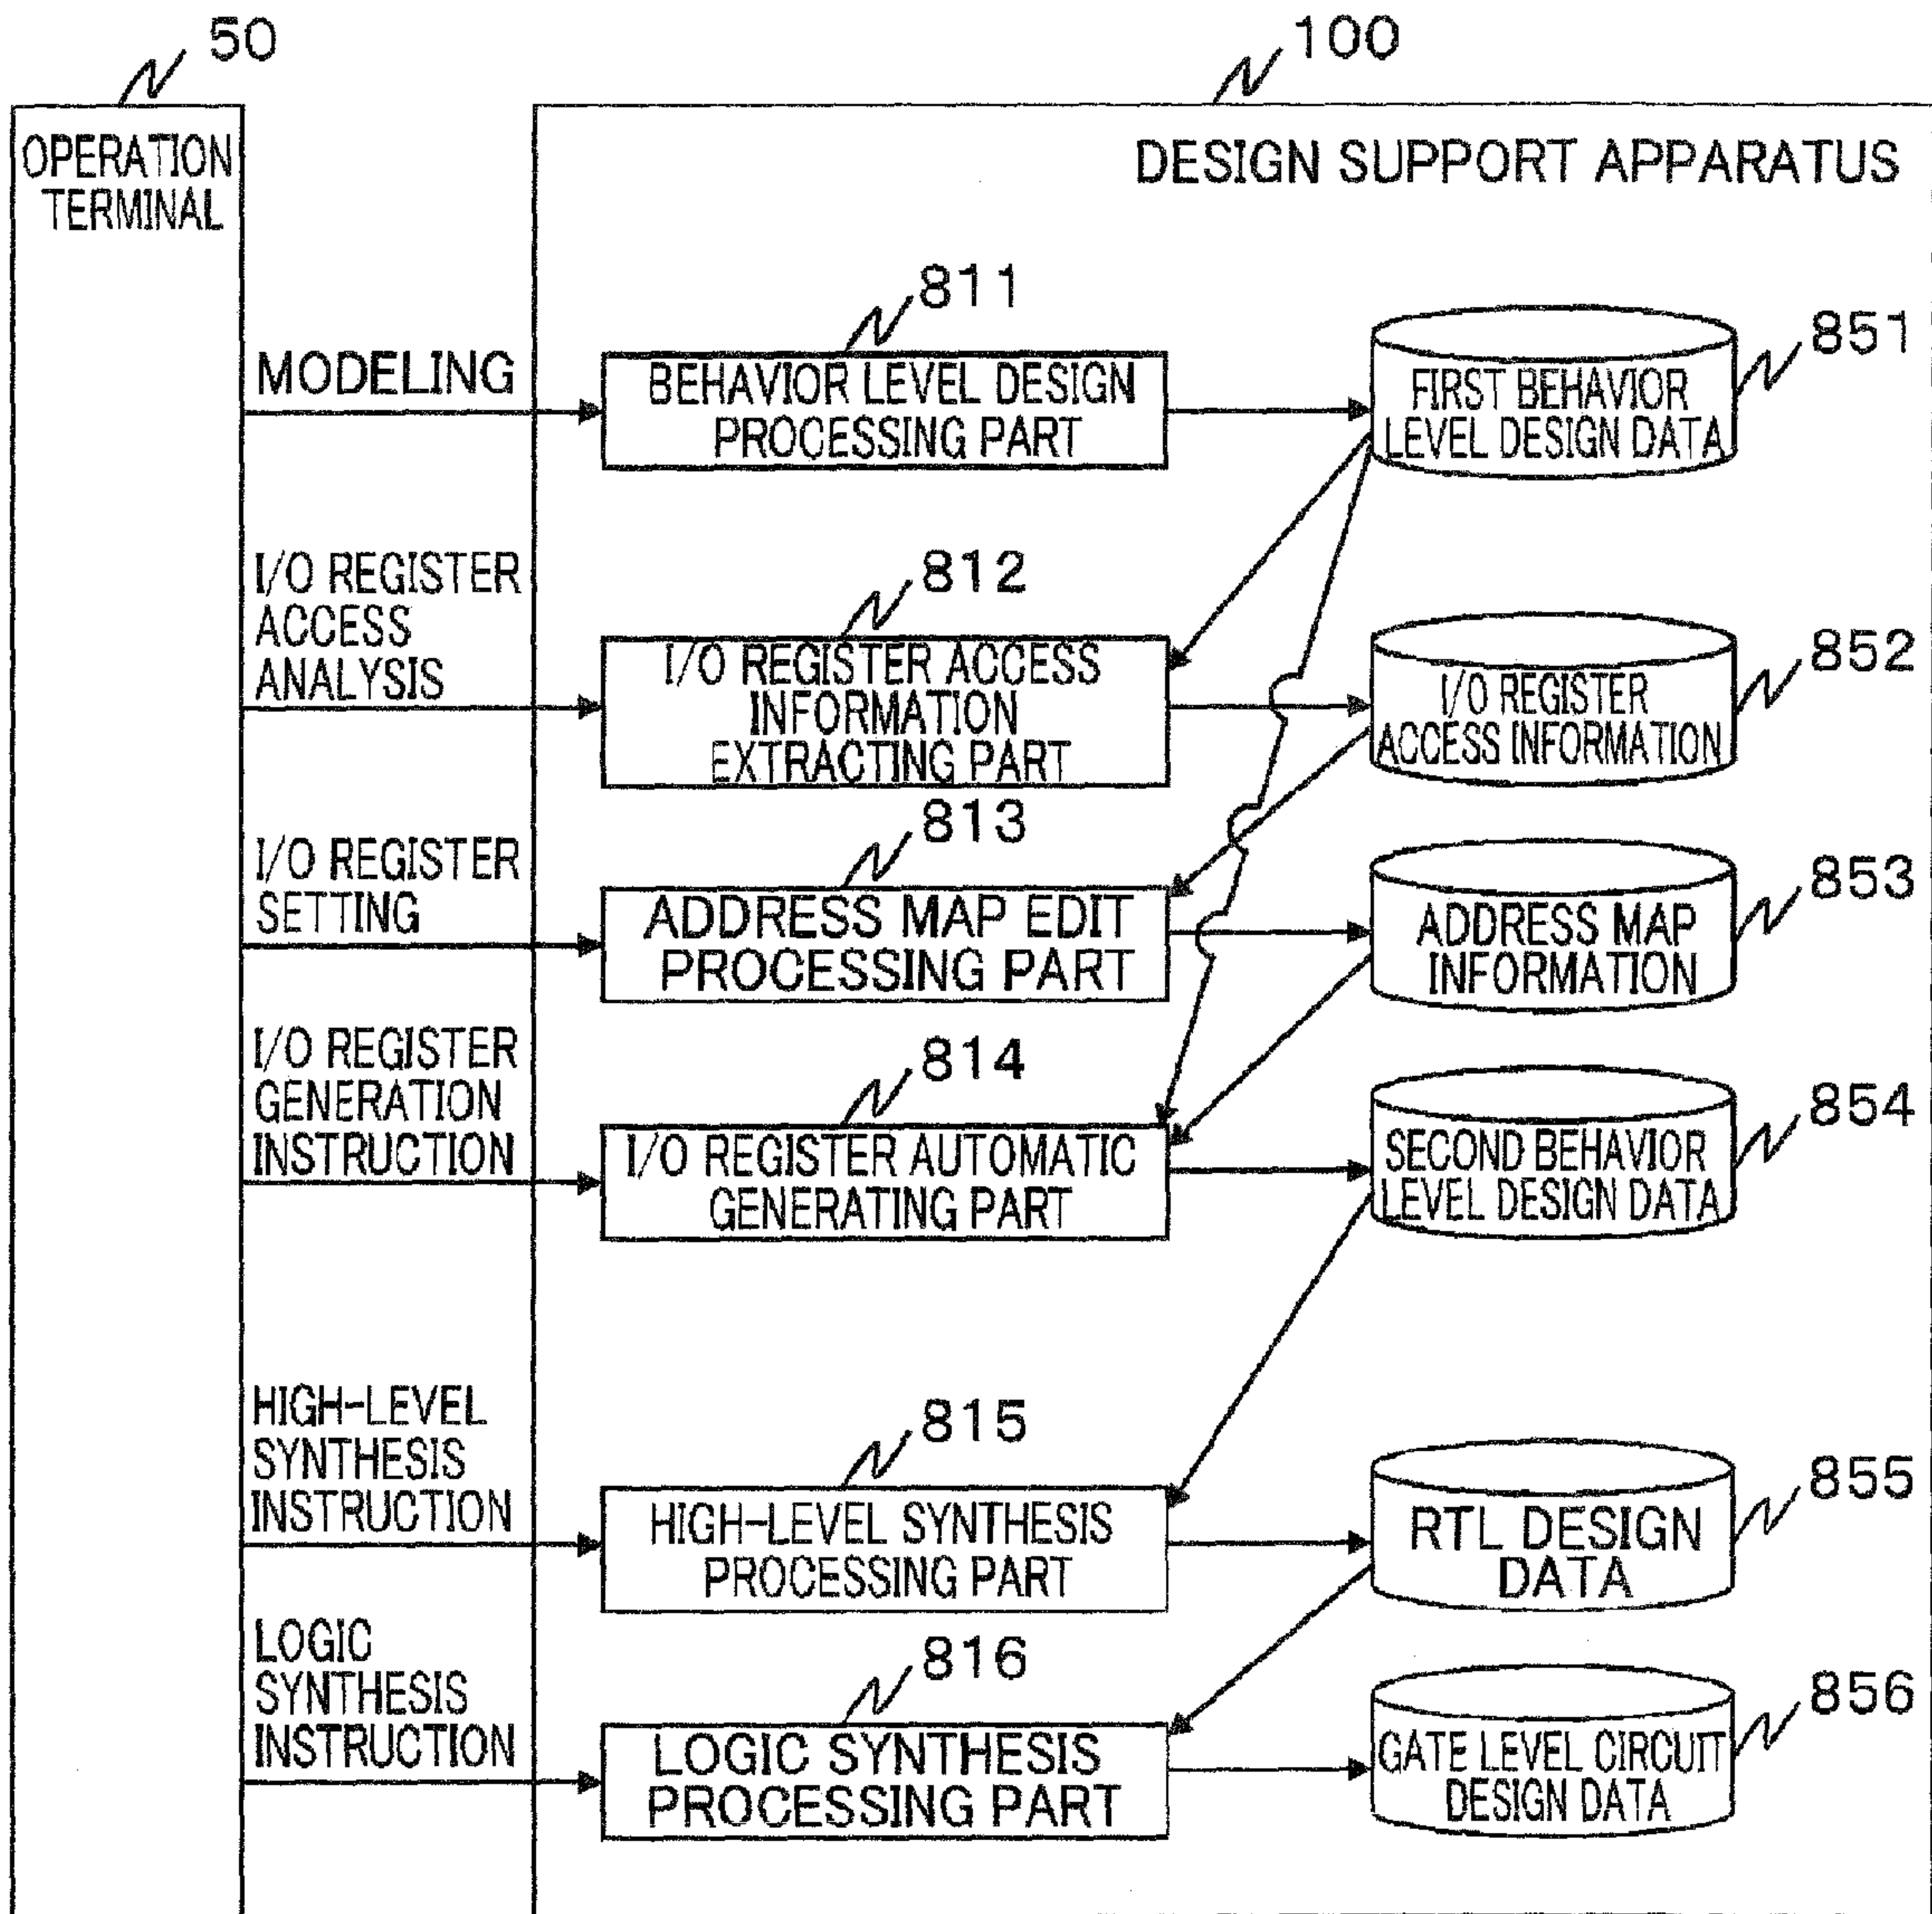 50
100
OPERATION
TERMINAL
DESIGN SUPPORT APPARATUS
MODELING
811
BEHAVIOR LEVEL DESIGN
PROCESSING PART
851
FIRST BEHAVIOR
LEVEL DESIGN DATA
I/O REGISTER
ACCESS
ANALYSIS
812
I/O REGISTER ACCESS
INFORMATION
EXTRACTING PART
852
I/O REGISTER
ACCESS INFORMATION
I/O REGISTER
SETTING
813
ADDRESS MAP EDIT
PROCESSING PART
853
ADDRESS MAP
INFORMATION
I/O REGISTER
GENERATION
INSTRUCTION
814
I/O REGISTER AUTOMATIC
GENERATING PART
854
SECOND BEHAVIOR
LEVEL DESIGN DATA
HIGH-LEVEL
SYNTHESIS
INSTRUCTION
815
HIGH-LEVEL SYNTHESIS
PROCESSING PART
855
RTL DESIGN
DATA
LOGIC
SYNTHESIS
INSTRUCTION
816
LOGIC SYNTHESIS
PROCESSING PART
856
GATE LEVEL CIRCUIT
DESIGN DATA